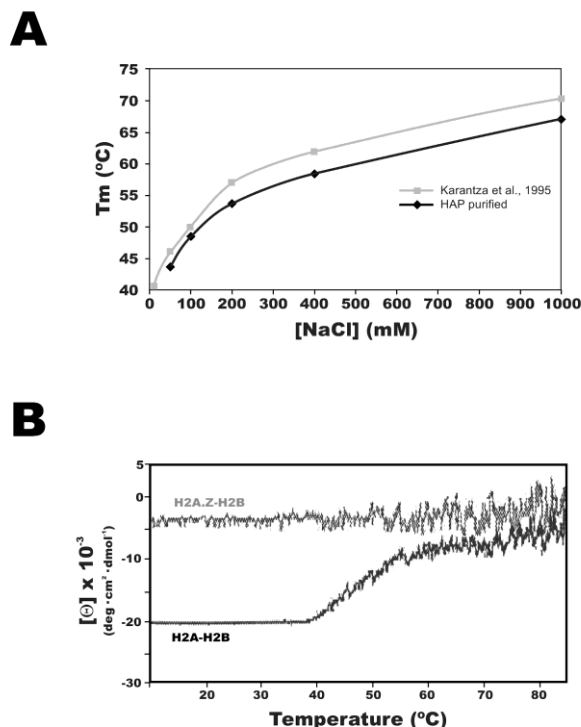 A
75
70
65
60
55
50
45
40
Tm (ºC)
Karantza et al., 1995
HAP purified
0 100 200 300 400 500 600 700 800 900 1000
[NaCl] (mM)
B
5
0
-10
-20
-30
[Θ] x 10⁻³
(deg·cm²·dmol⁻¹)
H2A.Z-H2B
H2A-H2B
20 30 40 50 60 70 80
Temperature (ºC)